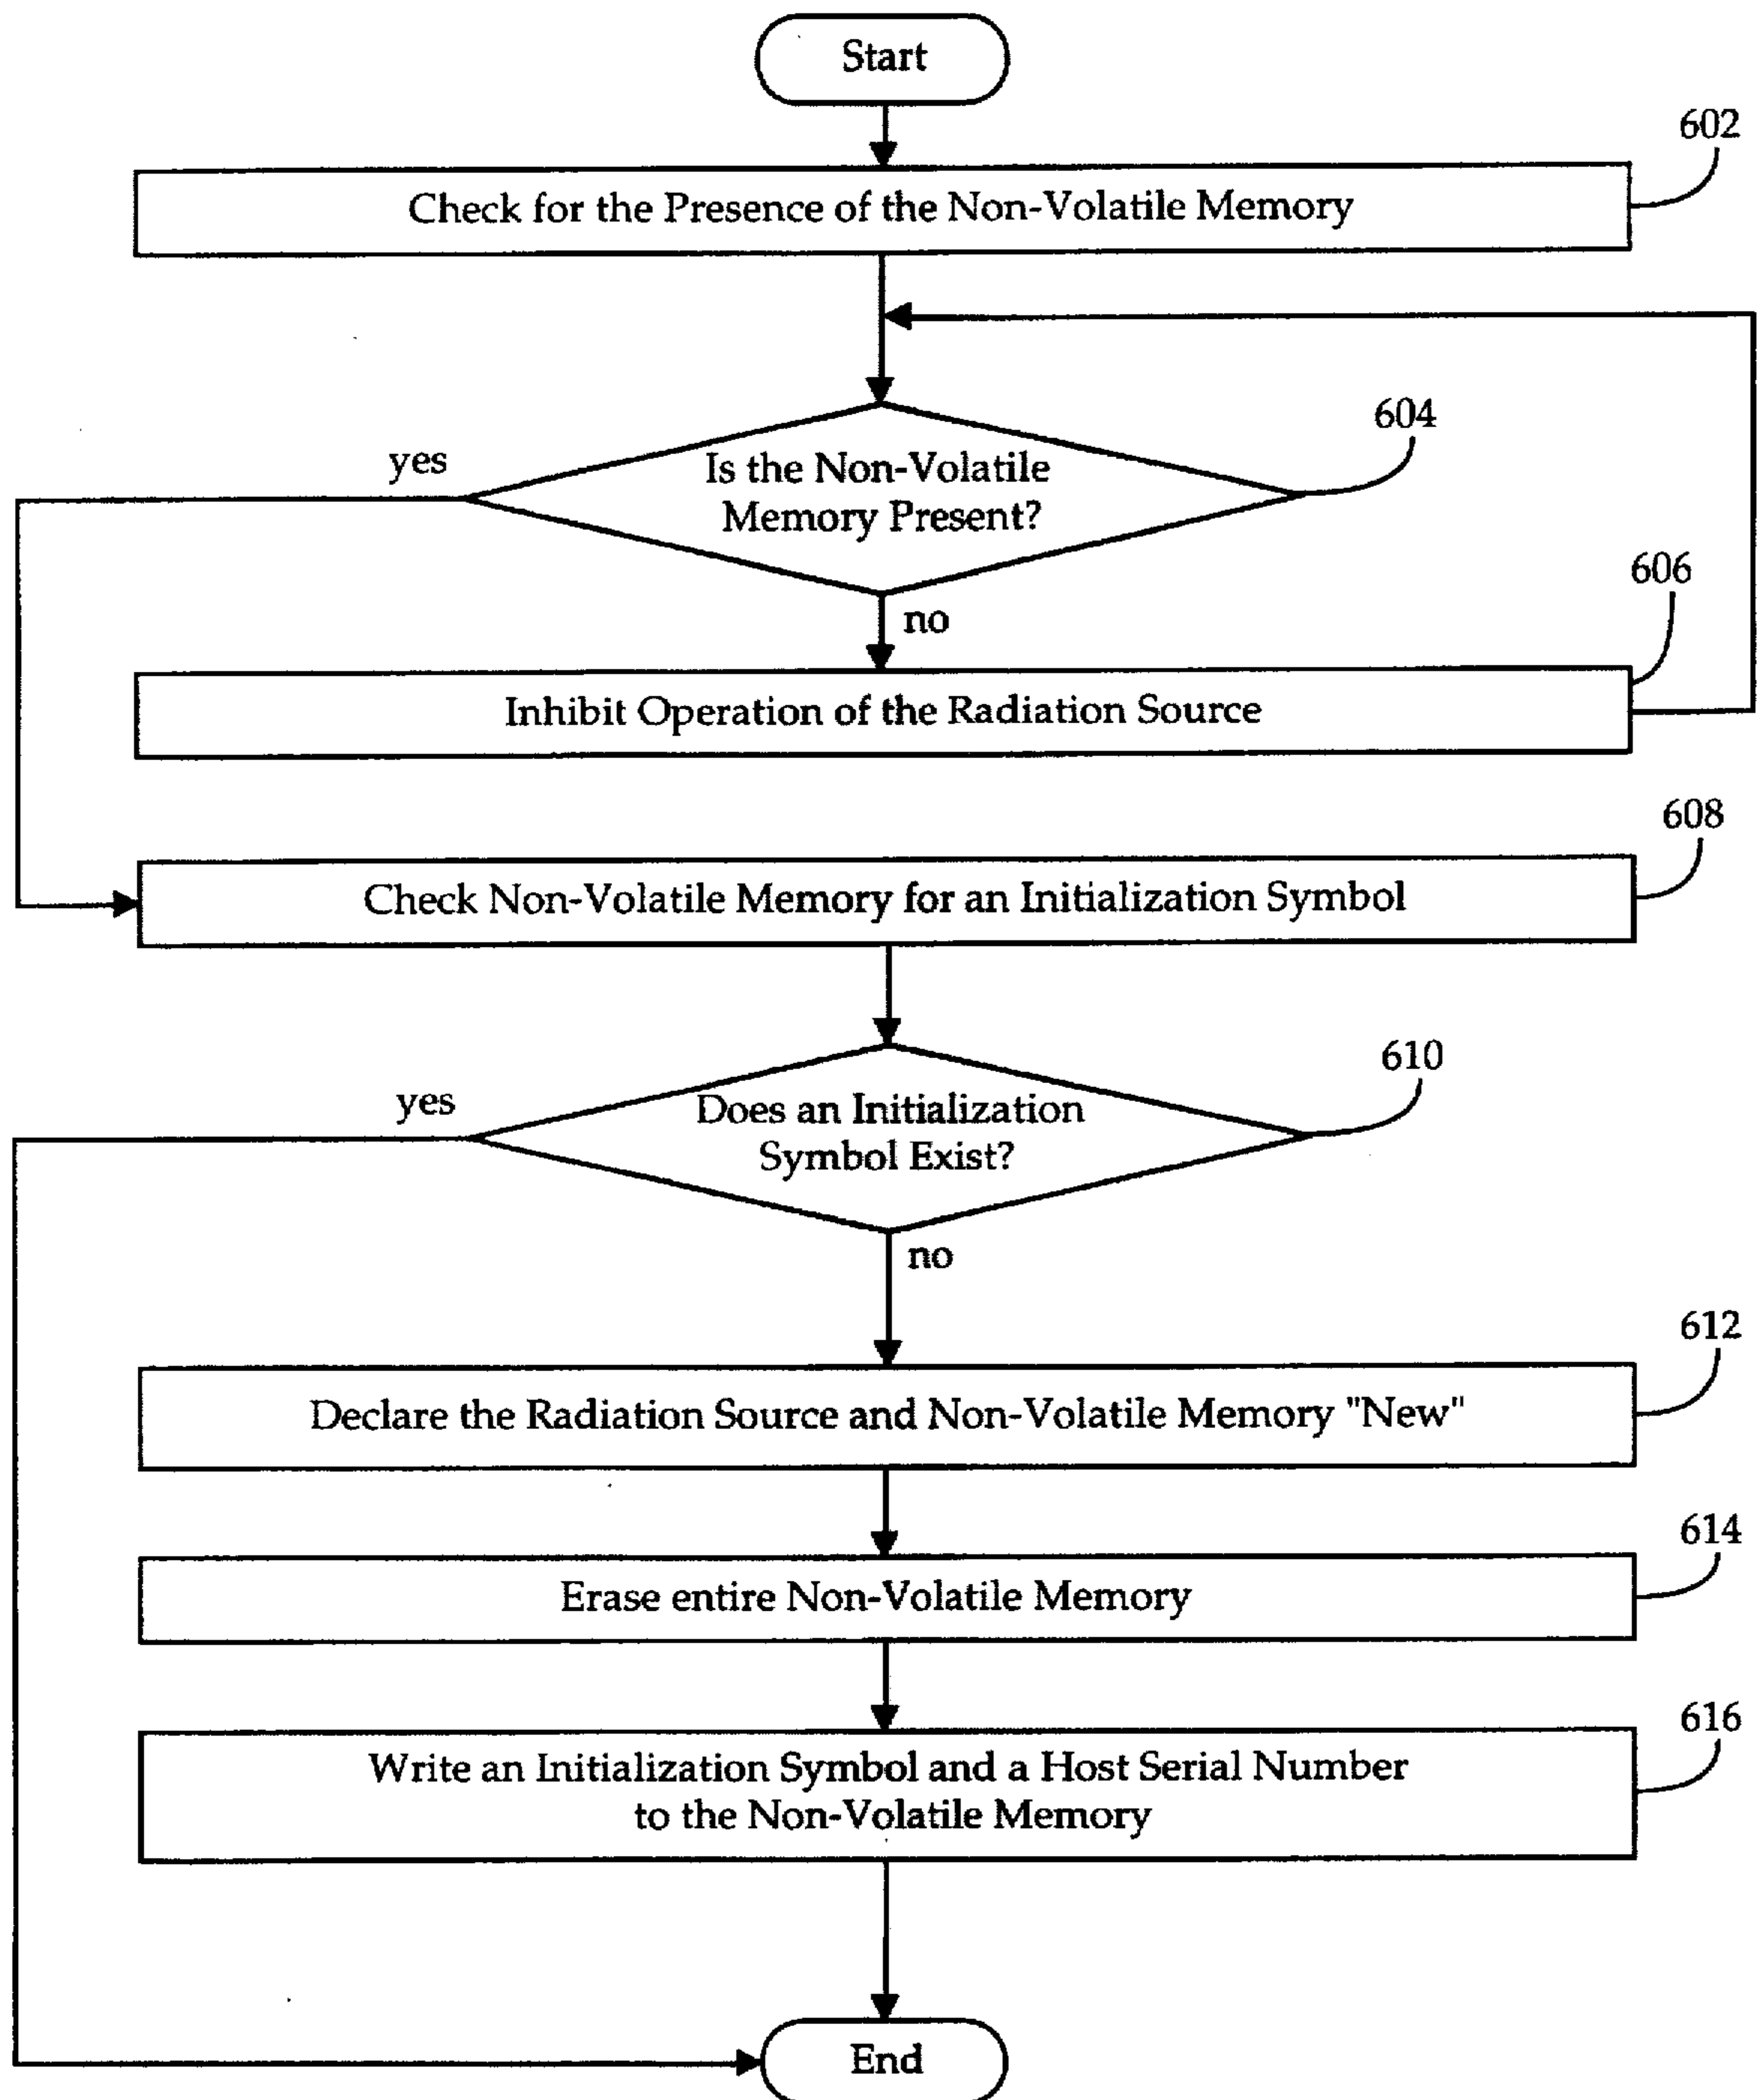 Start
602
Check for the Presence of the Non-Volatile Memory
604
yes
Is the Non-Volatile
Memory Present?
606
no
Inhibit Operation of the Radiation Source
608
Check Non-Volatile Memory for an Initialization Symbol
610
yes
Does an Initialization
Symbol Exist?
no
612
Declare the Radiation Source and Non-Volatile Memory "New"
614
Erase entire Non-Volatile Memory
616
Write an Initialization Symbol and a Host Serial Number
to the Non-Volatile Memory
End